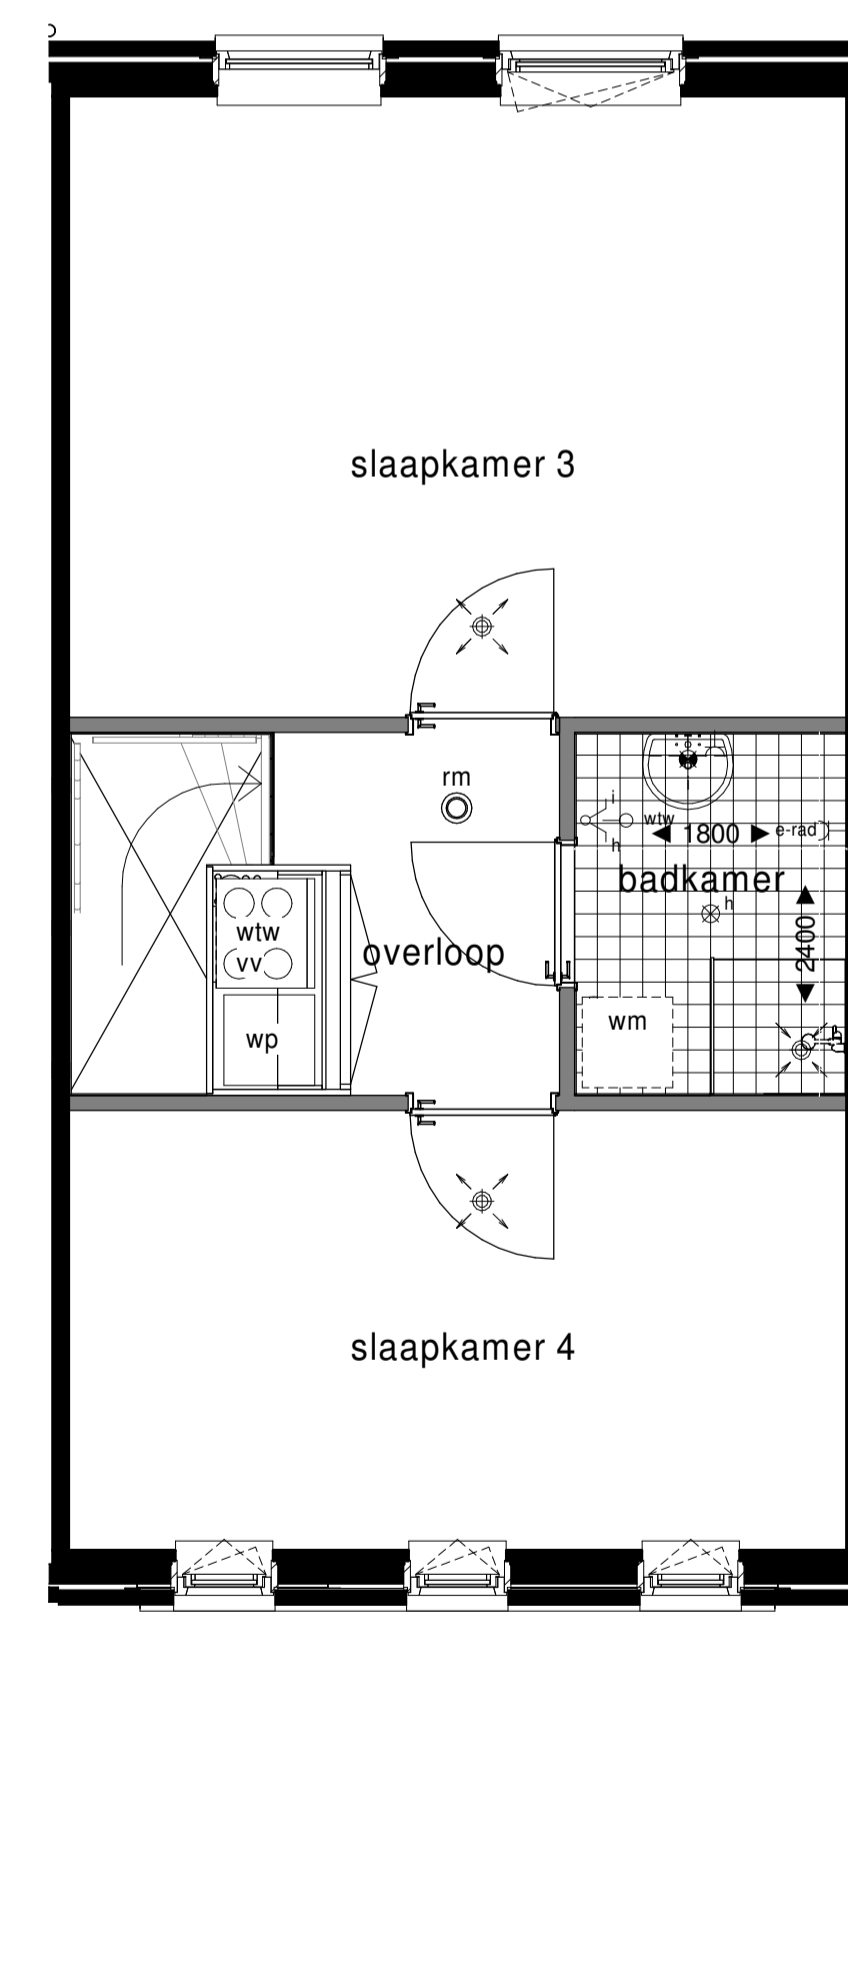 slaapkamer 3
rm
i
wtw
h
1800
e-rad
badkamer
h
wtw
vv
overloop
2400
wp
wm
slaapkamer 4